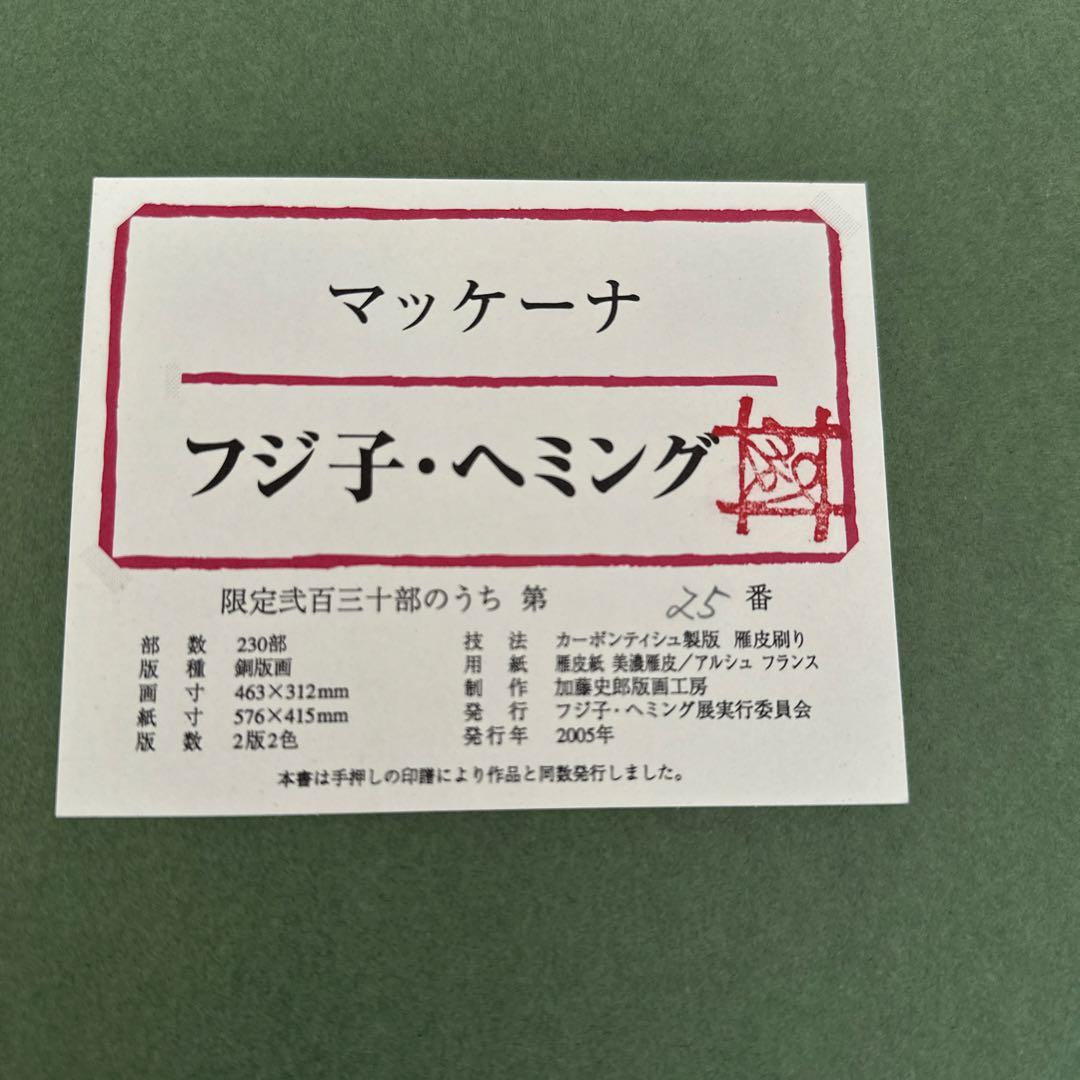 マッケーナ
フジ子・ヘミング
限定弐百三十部のうち 第 25 番
部 数 230部
版 種 銅版画
画 寸 463×312mm
紙 寸 576×415mm
版 数 2版2色
技 法 カーボンティシュ製版 雁皮刷り
用 紙 雁皮紙 美濃雁皮/アルシュ フランス
制 作 加藤史郎版画工房
発 行 フジ子・ヘミング展実行委員会
発行年 2005年
本書は手押しの印譜により作品と同数発行しました。